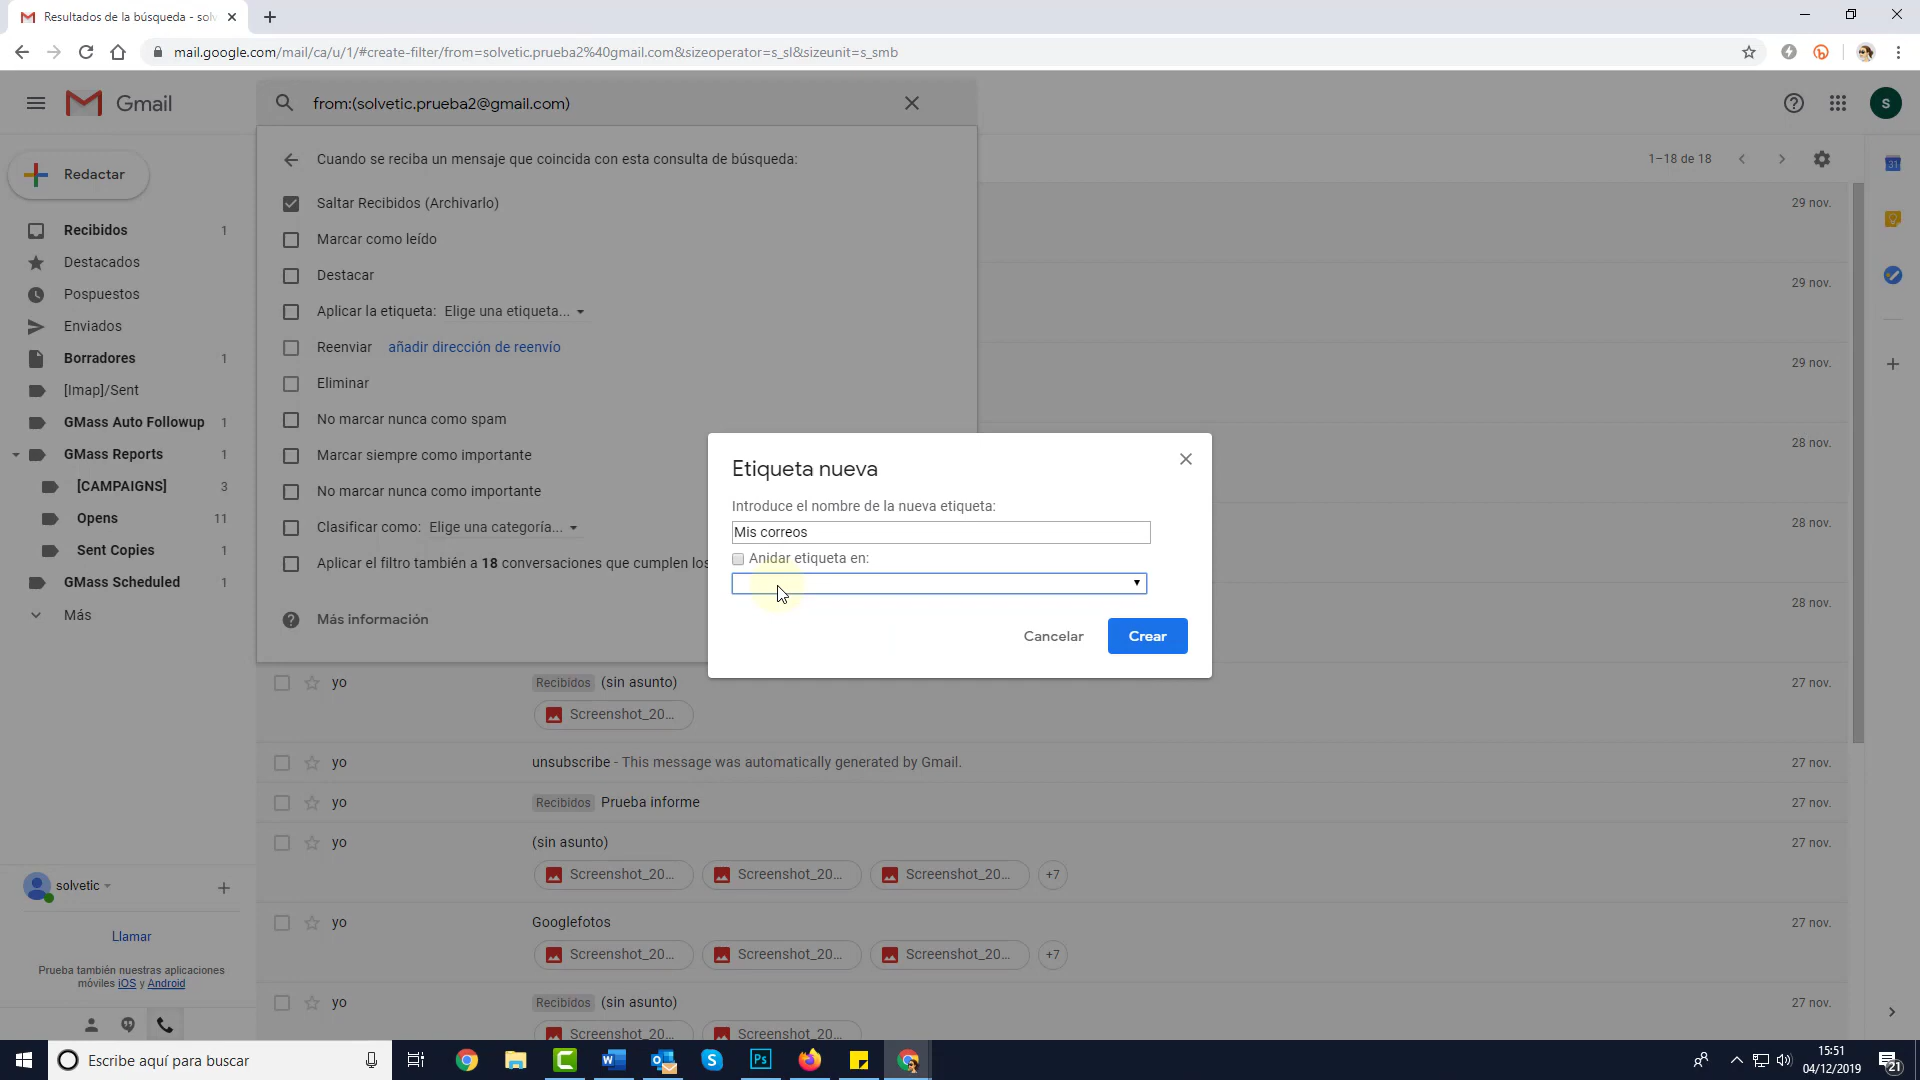 Resultados de la búsqueda - solv
mail.google.com/mail/ca/u/1/#create-filter/from=solvetic.prueba2%40gmail.com&sizeoperator=s_sl&sizeunit=s_smb
Gmail
from:(solvetic.prueba2@gmail.com)
S
Redactar
Cuando se reciba un mensaje que coincida con esta consulta de búsqueda:
1–18 de 18
31
Saltar Recibidos (Archivarlo)
29 nov.
Recibidos 1
Marcar como leído
Destacados
Destacar
29 nov.
Pospuestos
Aplicar la etiqueta: Elige una etiqueta...
Enviados
Reenviar añadir dirección de reenvío
Borradores 1
29 nov.
[Imap]/Sent
Eliminar
GMass Auto Followup 1
No marcar nunca como spam
28 nov.
GMass Reports 1
Marcar siempre como importante
[CAMPAIGNS] 3
No marcar nunca como importante
Opens 11
Clasificar como: Elige una categoría...
28 nov.
Sent Copies 1
Aplicar el filtro también a 18 conversaciones que cumplen los
GMass Scheduled 1
28 nov.
Más
Más información
Etiqueta nueva
Introduce el nombre de la nueva etiqueta:
Mis correos
Anidar etiqueta en:
Cancelar
Crear
yo Recibidos (sin asunto) 27 nov.
Screenshot_20...
yo unsubscribe - This message was automatically generated by Gmail. 27 nov.
yo Recibidos Prueba informe 27 nov.
yo (sin asunto) 27 nov.
Screenshot_20... Screenshot_20... Screenshot_20... +7
yo Googlefotos 27 nov.
Screenshot_20... Screenshot_20... Screenshot_20... +7
yo Recibidos (sin asunto) 27 nov.
Screenshot_20... Screenshot_20...
solvetic
Llamar
Prueba también nuestras aplicaciones
móviles iOS y Android
Escribe aquí para buscar
Ps
15:51
04/12/2019
21